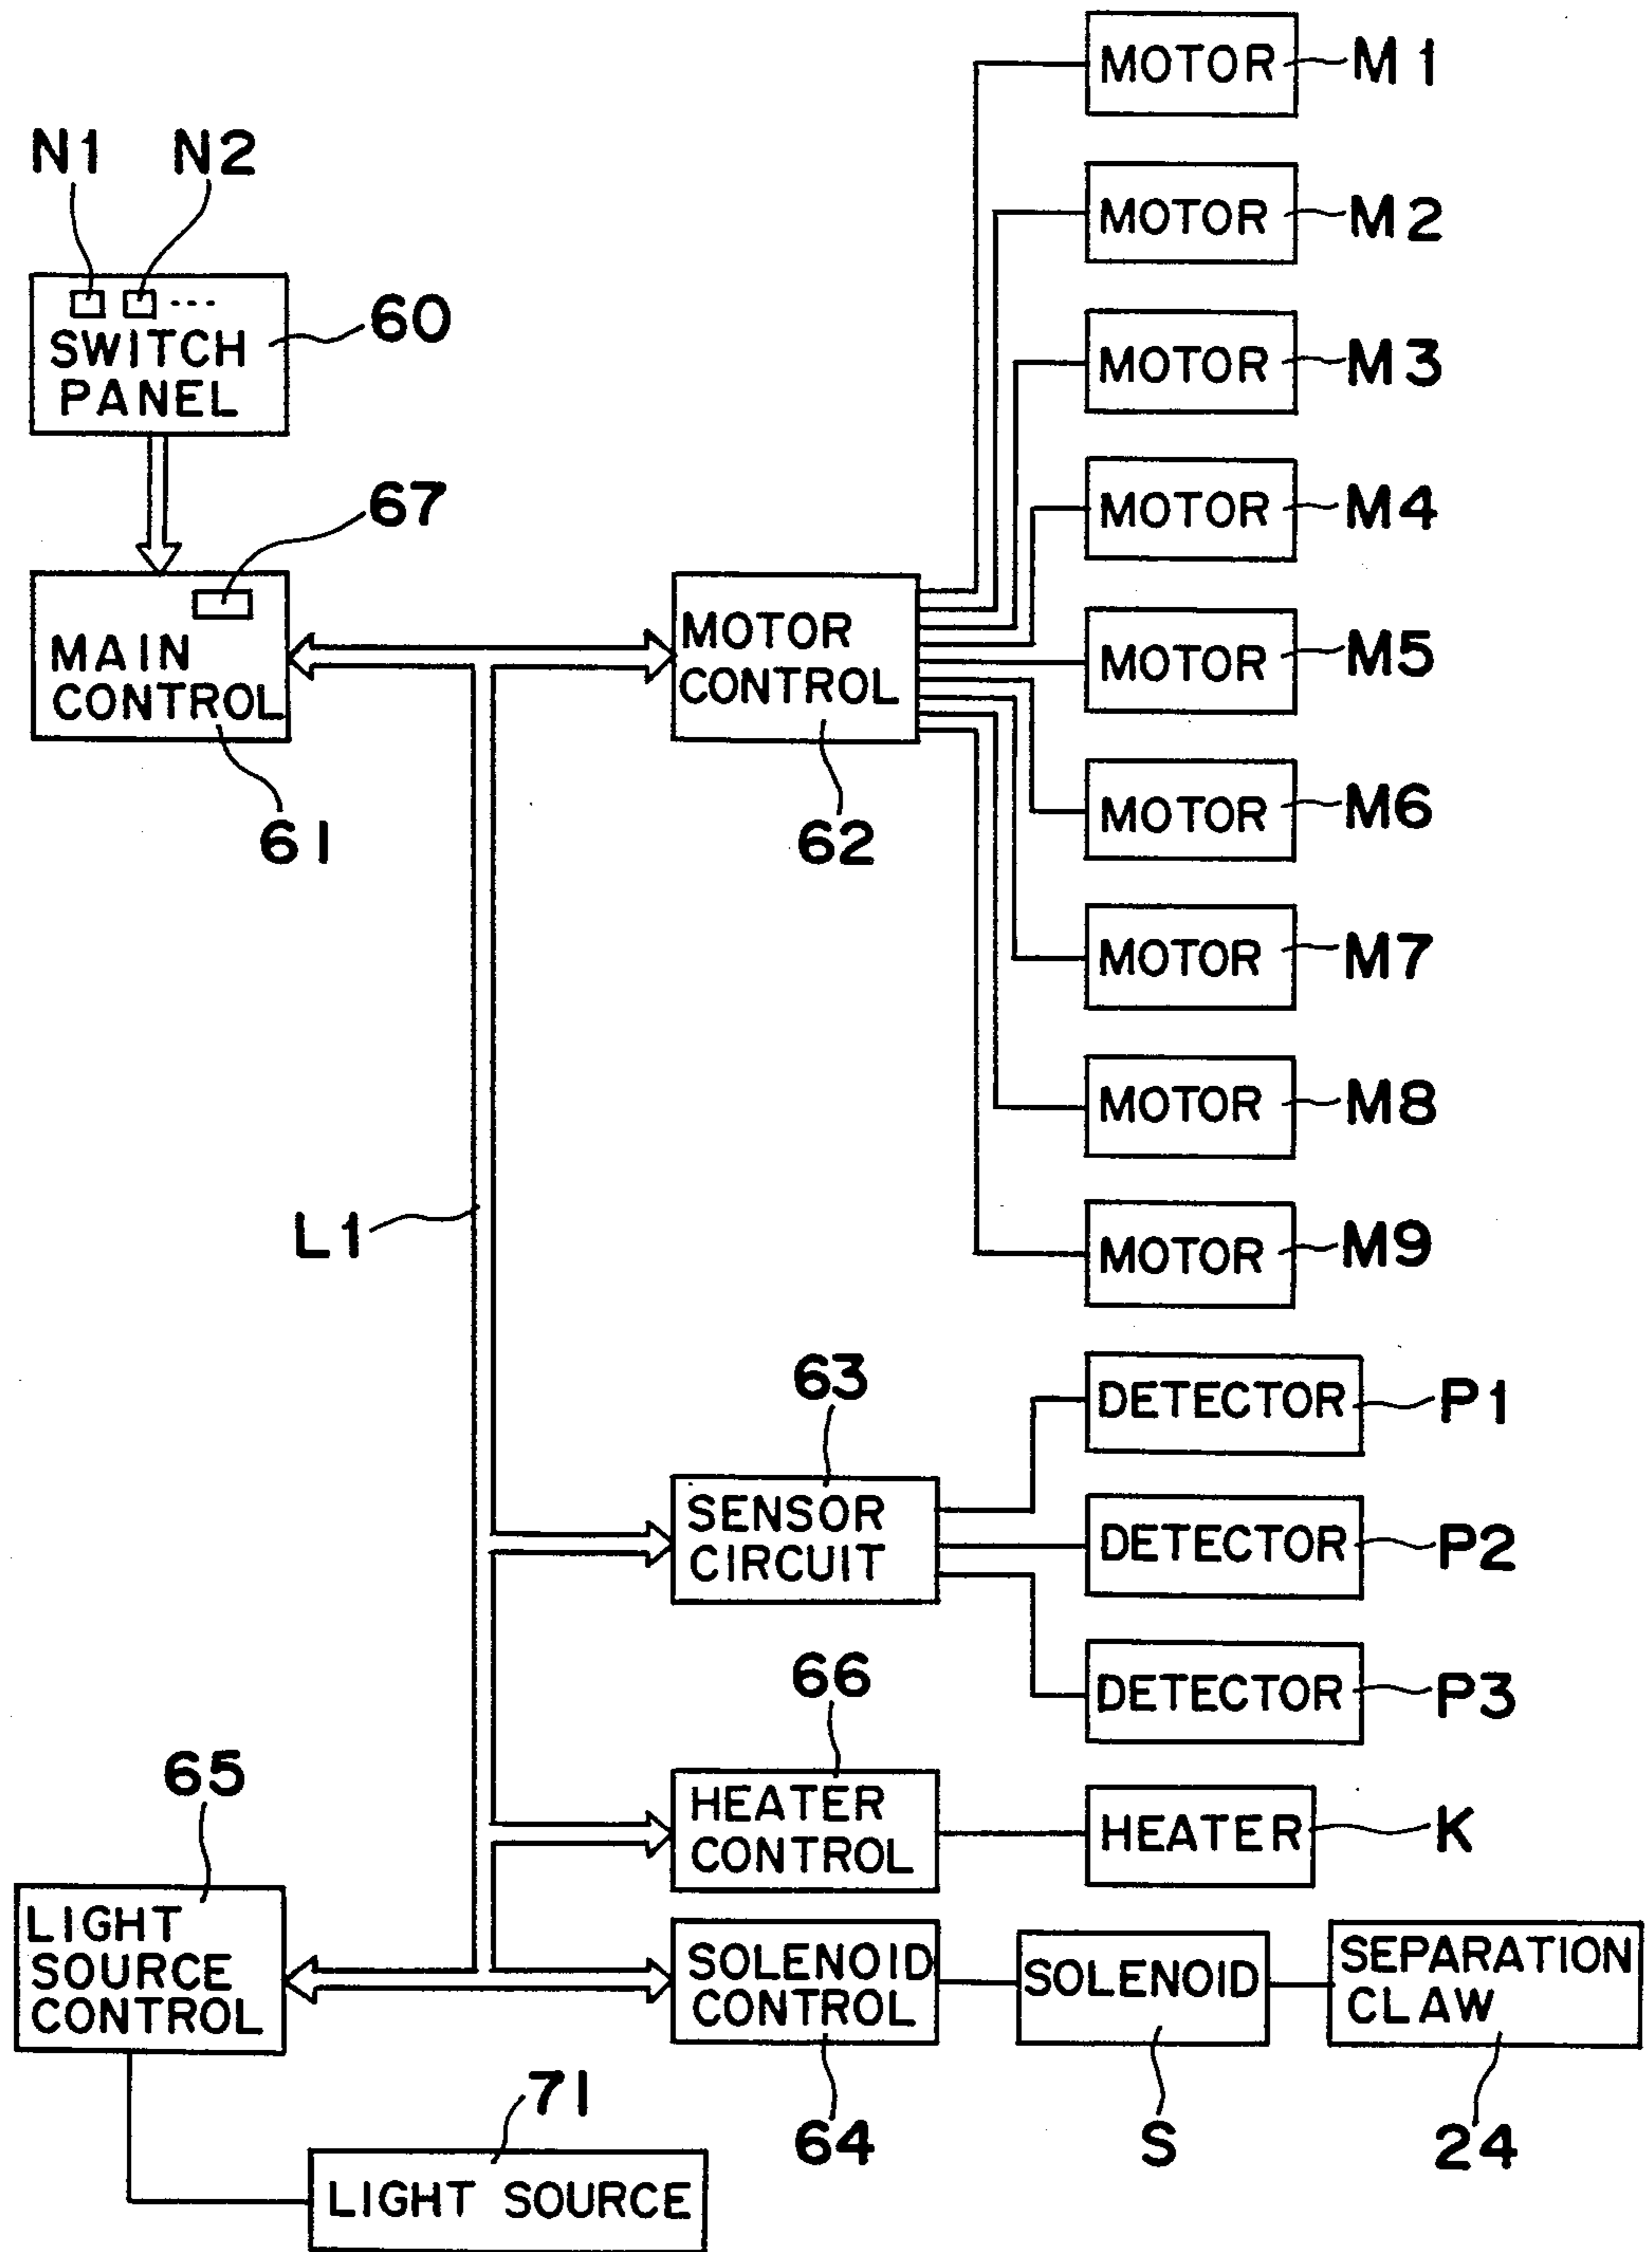 MOTOR M1
N1 N2
MOTOR M2
SWITCH
PANEL
60
MOTOR M3
67
MOTOR M4
MAIN
CONTROL
61
MOTOR
CONTROL
62
MOTOR M5
MOTOR M6
MOTOR M7
MOTOR M8
L1
MOTOR M9
63
SENSOR
CIRCUIT
DETECTOR P1
DETECTOR P2
DETECTOR P3
66
HEATER
CONTROL
HEATER K
65
LIGHT
SOURCE
CONTROL
SOLENOID
CONTROL
64
SOLENOID
S
SEPARATION
CLAW
24
71
LIGHT SOURCE